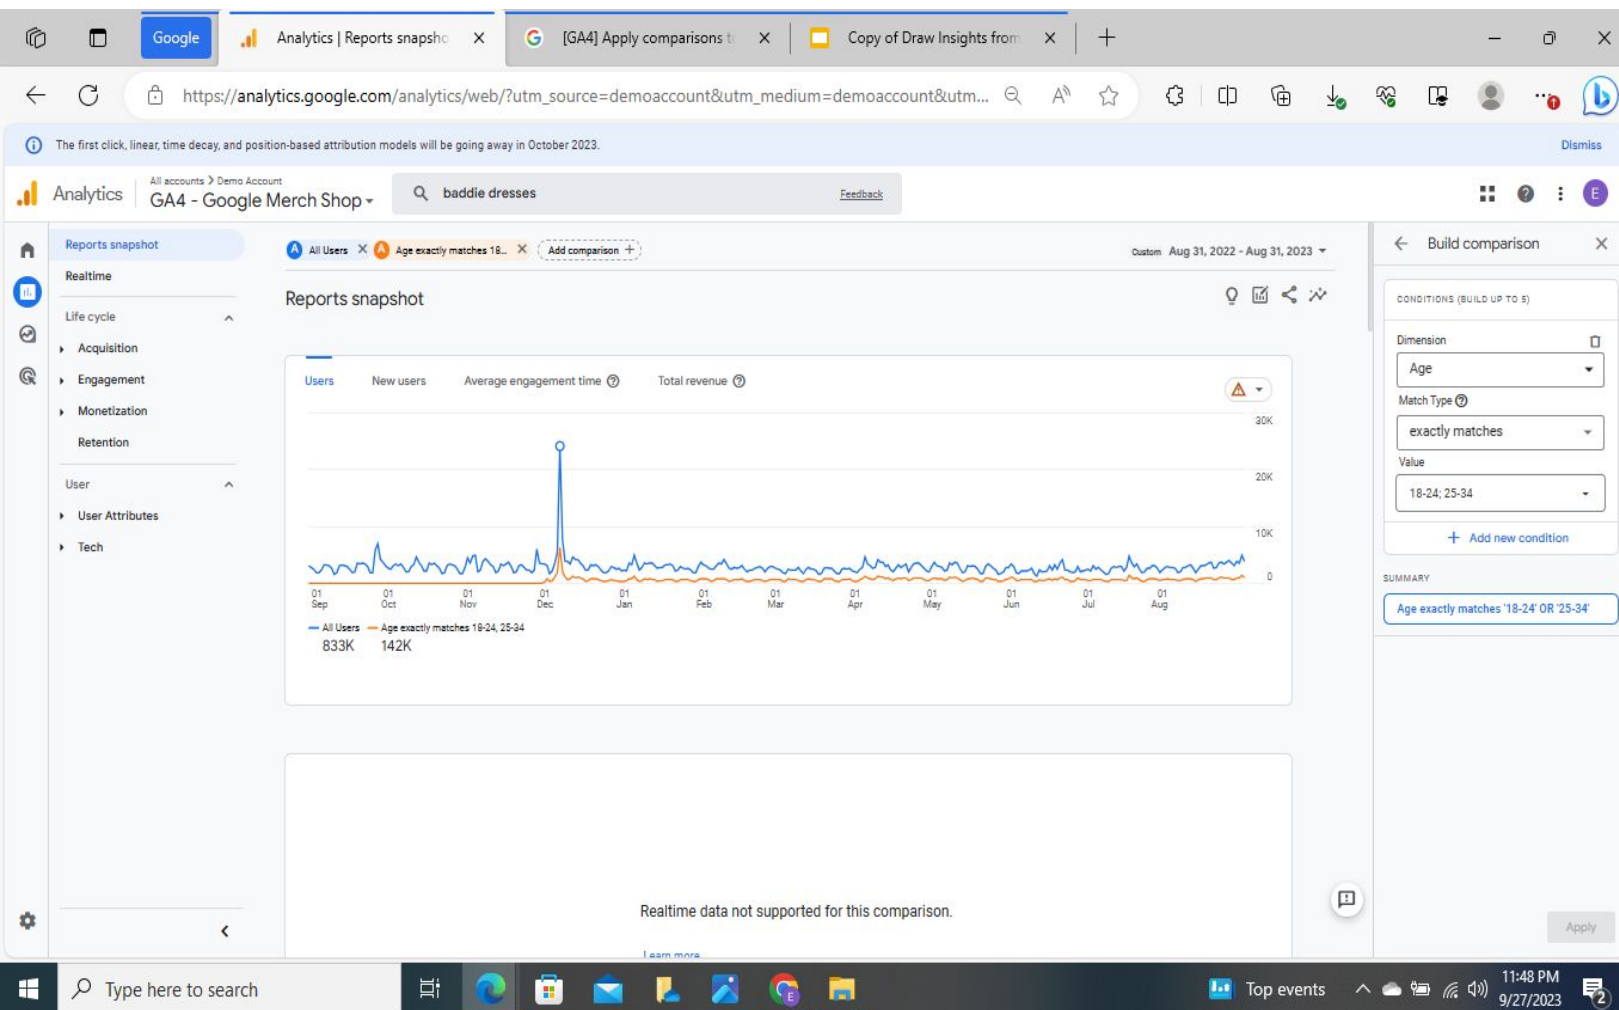 Google
Analytics | Reports snapsho
[GA4] Apply comparisons t
Copy of Draw Insights from
https://analytics.google.com/analytics/web/?utm_source=demoaccount&utm_medium=demoaccount&utm...
The first click, linear, time decay, and position-based attribution models will be going away in October 2023.
Dismiss
Analytics
All accounts > Demo Account
GA4 - Google Merch Shop
baddie dresses
Feedback
E
Reports snapshot
Realtime
Life cycle
Acquisition
Engagement
Monetization
Retention
User
User Attributes
Tech
A All Users
A Age exactly matches 18...
Add comparison +
Custom Aug 31, 2022 - Aug 31, 2023
Reports snapshot
Users
New users
Average engagement time
Total revenue
30K
20K
10K
0
01 Sep
01 Oct
01 Nov
01 Dec
01 Jan
01 Feb
01 Mar
01 Apr
01 May
01 Jun
01 Jul
01 Aug
All Users
Age exactly matches 18-24, 25-34
833K
142K
Realtime data not supported for this comparison.
Learn more
Build comparison
CONDITIONS (BUILD UP TO 5)
Dimension
Age
Match Type
exactly matches
Value
18-24; 25-34
+ Add new condition
SUMMARY
Age exactly matches '18-24' OR '25-34'
Apply
Type here to search
Top events
11:48 PM
9/27/2023
2